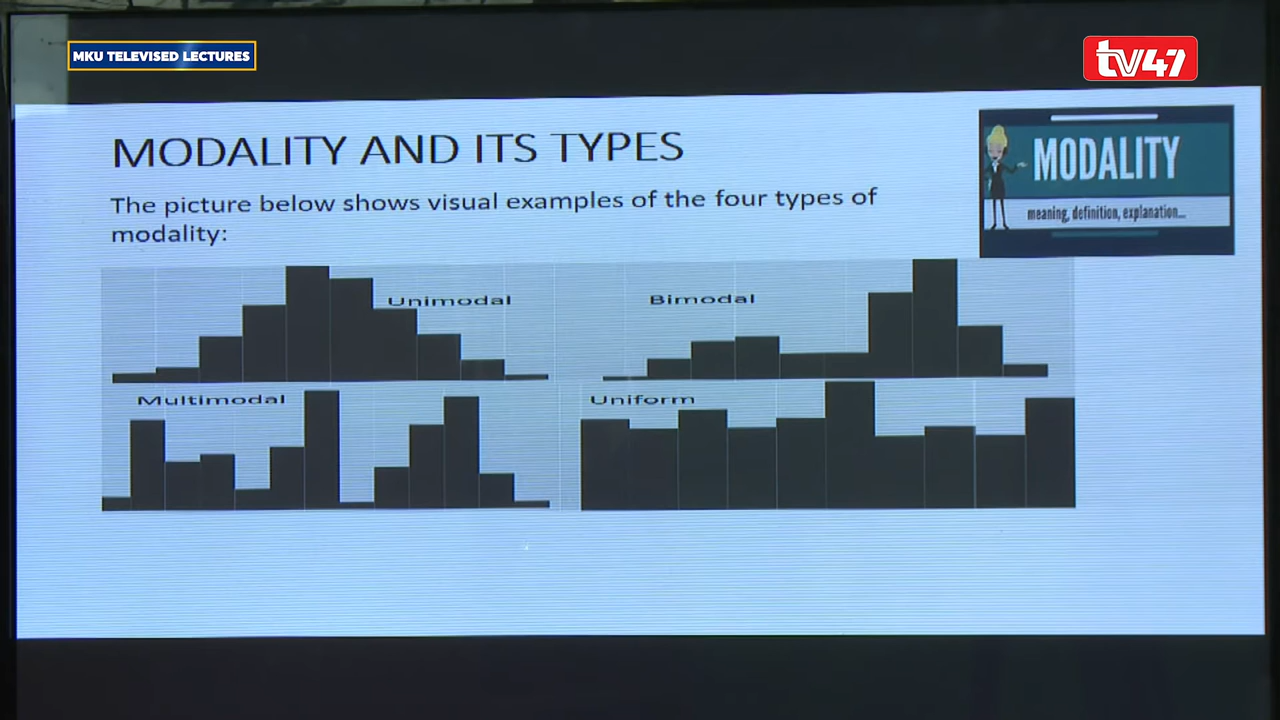 MKU TELEVISED LECTURES
tv47
MODALITY AND ITS TYPES
MODALITY
meaning, definition, explanation...
The picture below shows visual examples of the four types of
modality:
Unimodal
Bimodal
Multimodal
Uniform